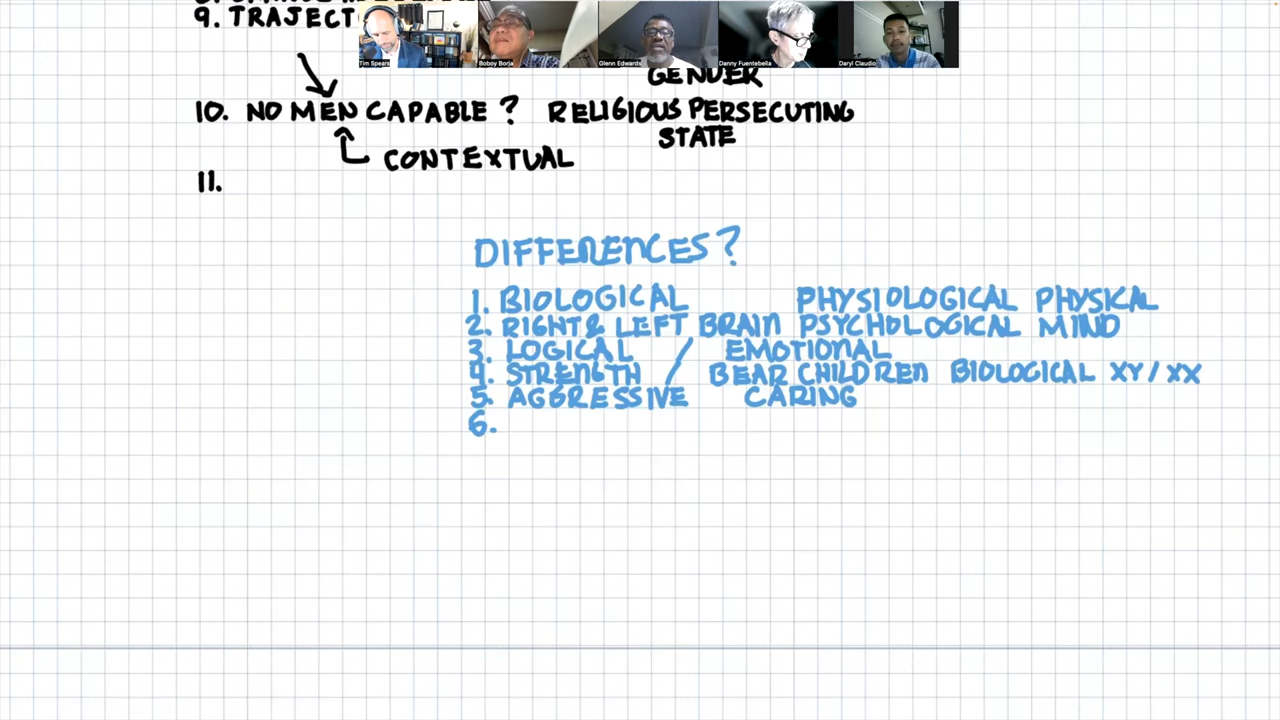 9. TRAJECT
Tim Spears
Boboy Borja
Glenn Edwards
Danny Fuentebella
Daryl Claudio
GENDER
10. NO MEN CAPABLE? RELIGIOUS PERSECUTING
STATE
CONTEXTUAL
11.
DIFFERENCES?
1. BIOLOGICAL PHYSIOLOGICAL PHYSICAL
2. RIGHT & LEFT BRAIN PSYCHOLOGICAL MIND
3. LOGICAL / EMOTIONAL
4. STRENGTH / BEAR CHILDREN BIOLOGICAL XY/XX
5. AGGRESSIVE CARING
6.